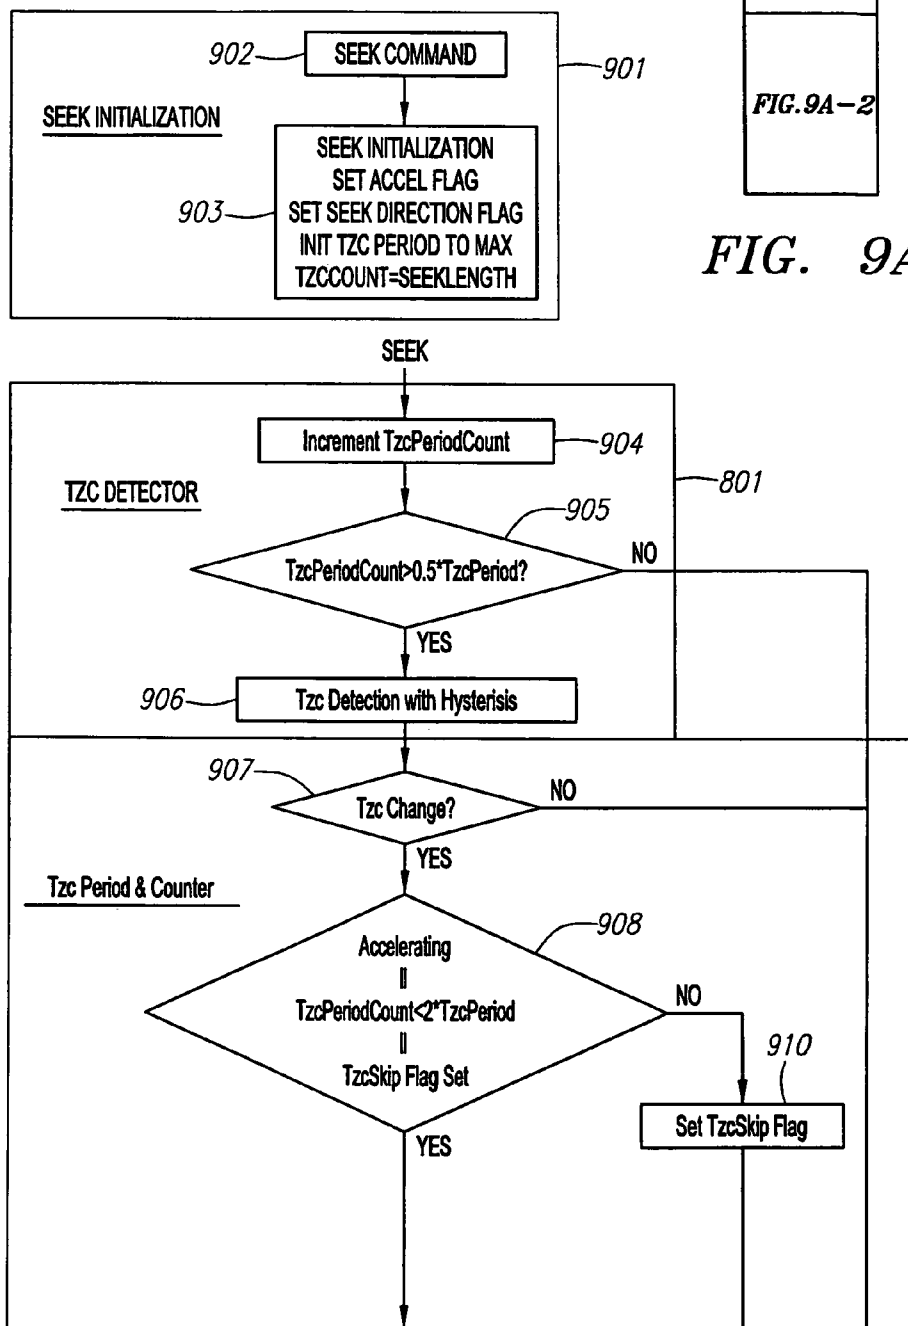 902
SEEK COMMAND
901
SEEK INITIALIZATION
SEEK INITIALIZATION
SET ACCEL FLAG
SET SEEK DIRECTION FLAG
INIT TZC PERIOD TO MAX
TZCCOUNT=SEEKLENGTH
903
FIG.9A-2
FIG. 9A
SEEK
Increment TzcPeriodCount
904
TZC DETECTOR
801
905
TzcPeriodCount>0.5*TzcPeriod?
NO
YES
906
Tzc Detection with Hysterisis
907
Tzc Change?
NO
YES
Tzc Period & Counter
908
Accelerating
||
TzcPeriodCount<2*TzcPeriod
||
TzcSkip Flag Set
NO
910
Set TzcSkip Flag
YES